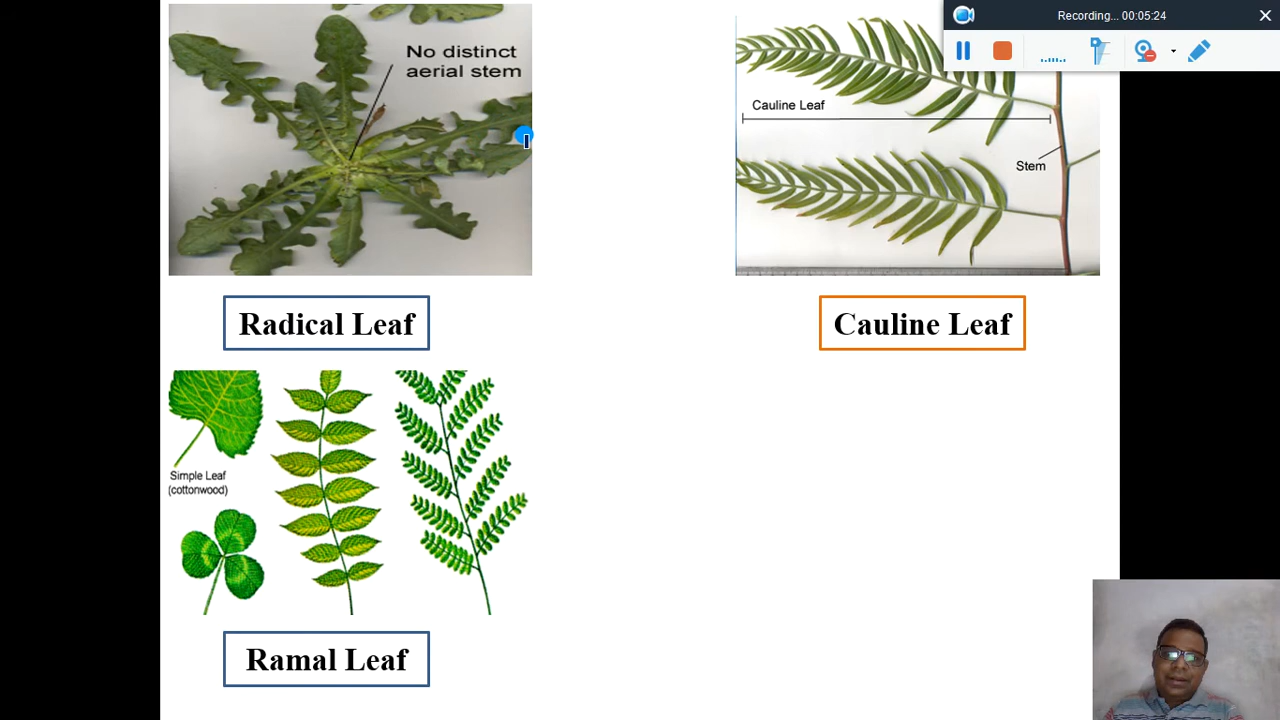 Recording... 00:05:24
No distinct
aerial stem
Cauline Leaf
Stem
Radical Leaf
Cauline Leaf
Simple Leaf
(cottonwood)
Ramal Leaf